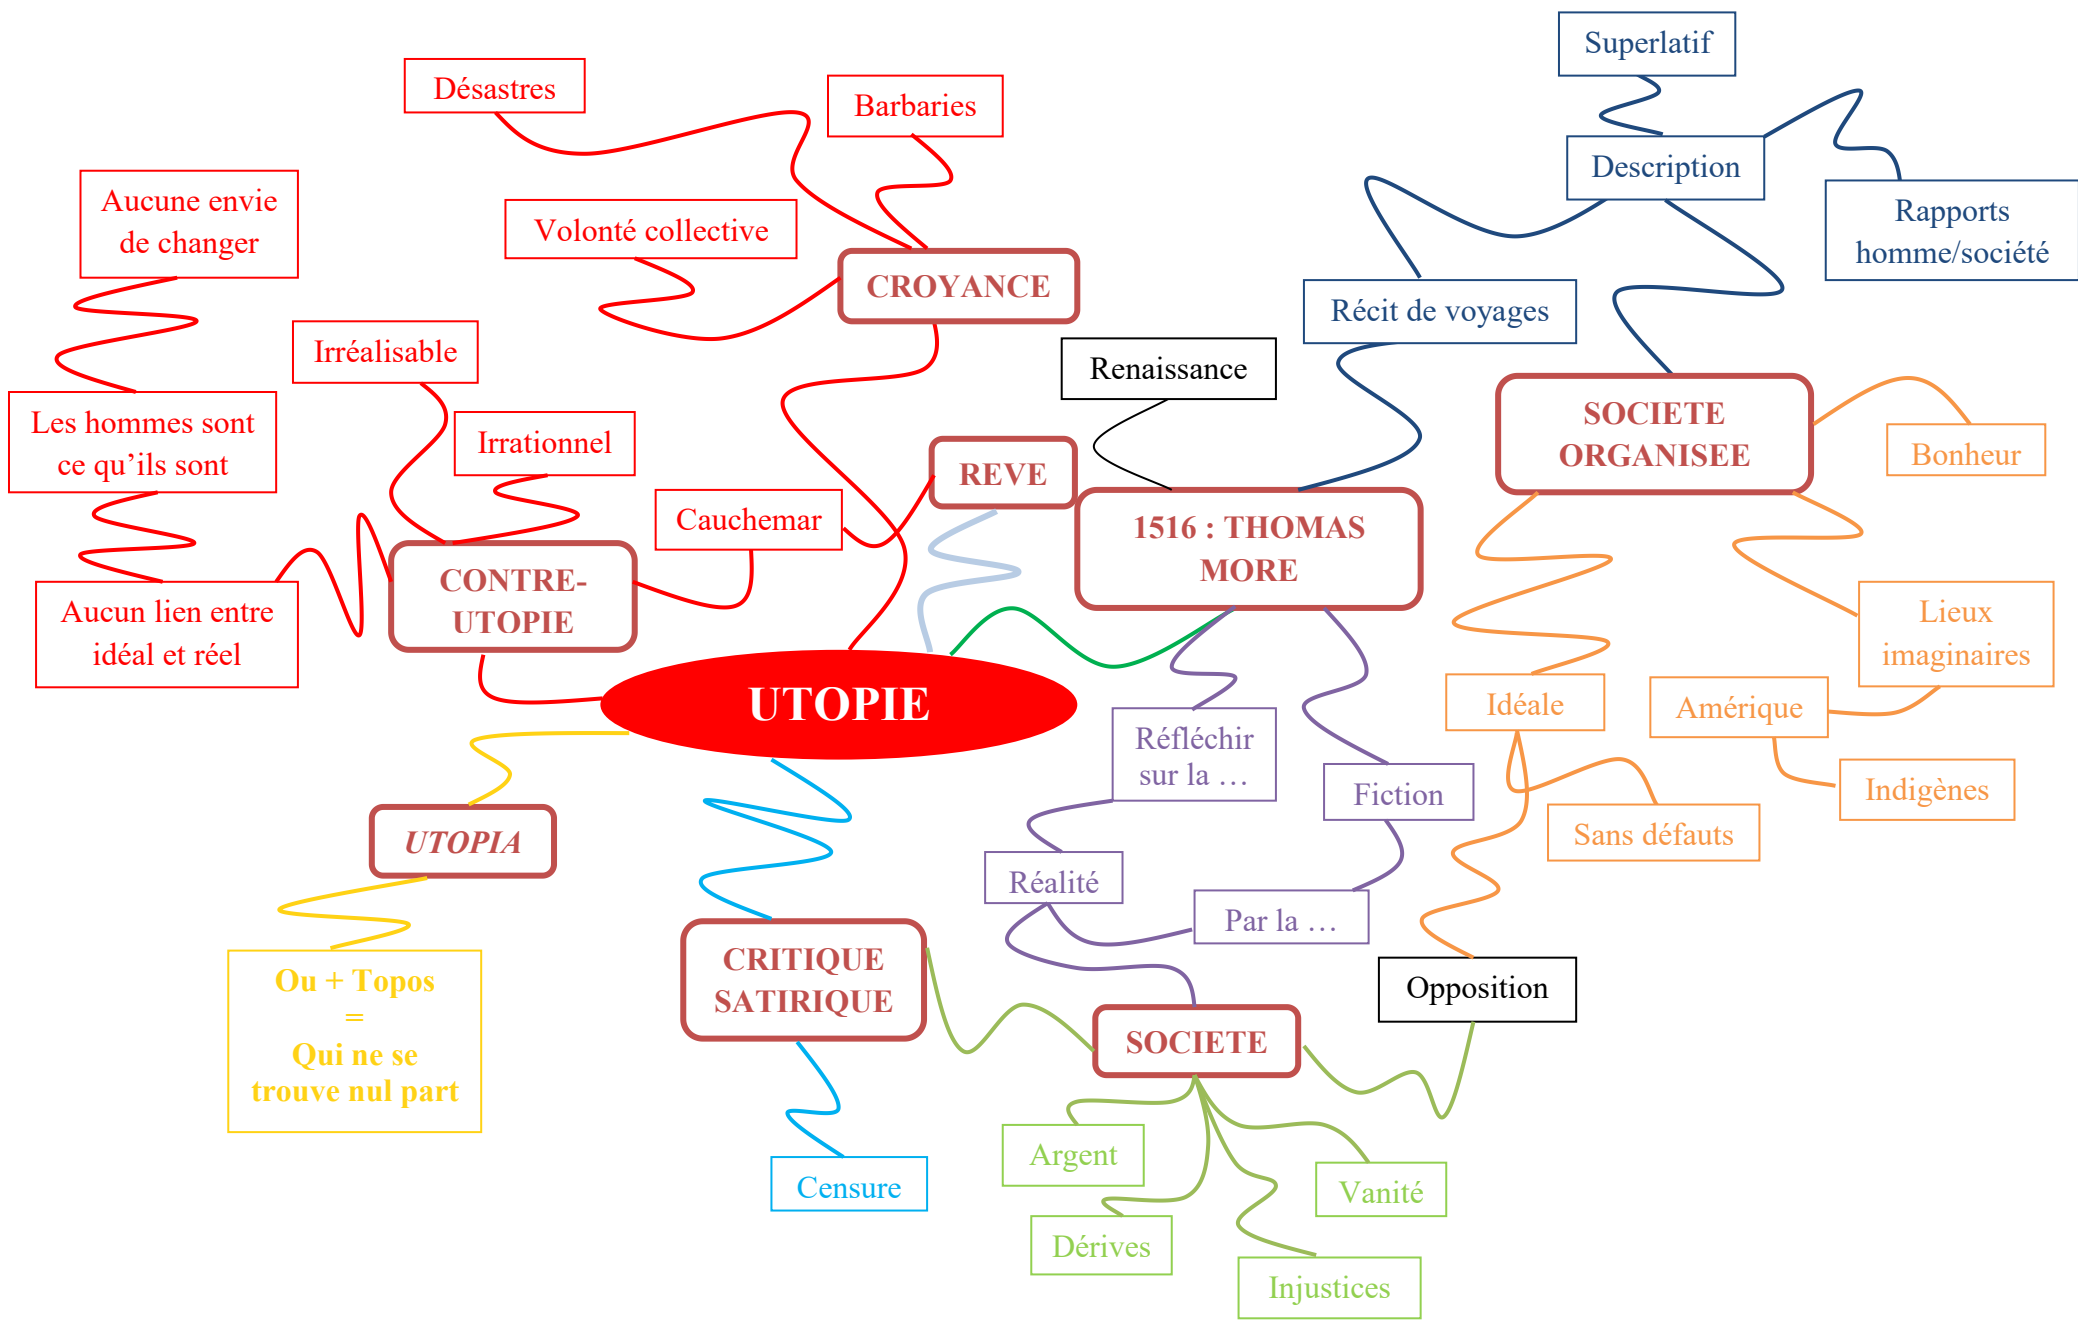 Superlatif
Désastres
Barbaries
Description
Aucune envie
de changer
Volonté collective
Rapports
homme/société
CROYANCE
Récit de voyages
Irréalisable
Renaissance
Les hommes sont
ce qu’ils sont
Irrationnel
SOCIETE
ORGANISEE
Bonheur
REVE
Cauchemar
1516 : THOMAS
MORE
CONTRE-
UTOPIE
Aucun lien entre
idéal et réel
Lieux
imaginaires
UTOPIE
Idéale
Amérique
Réfléchir
sur la …
Fiction
Indigènes
UTOPIA
Sans défauts
Réalité
Par la …
CRITIQUE
SATIRIQUE
Ou + Topos
=
Qui ne se
trouve nul part
Opposition
SOCIETE
Argent
Censure
Vanité
Dérives
Injustices